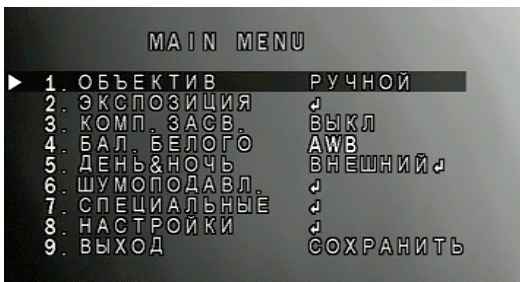 MAIN MENU
1. ОБЪЕКТИВ РУЧНОЙ
2. ЭКСПОЗИЦИЯ ↲
3. КОМП. ЗАСВ. ВЫКЛ
4. БАЛ. БЕЛОГО AWB
5. ДЕНЬ&НОЧЬ ВНЕШНИЙ↲
6. ШУМОПОДАВЛ. ↲
7. СПЕЦИАЛЬНЫЕ ↲
8. НАСТРОЙКИ ↲
9. ВЫХОД СОХРАНИТЬ